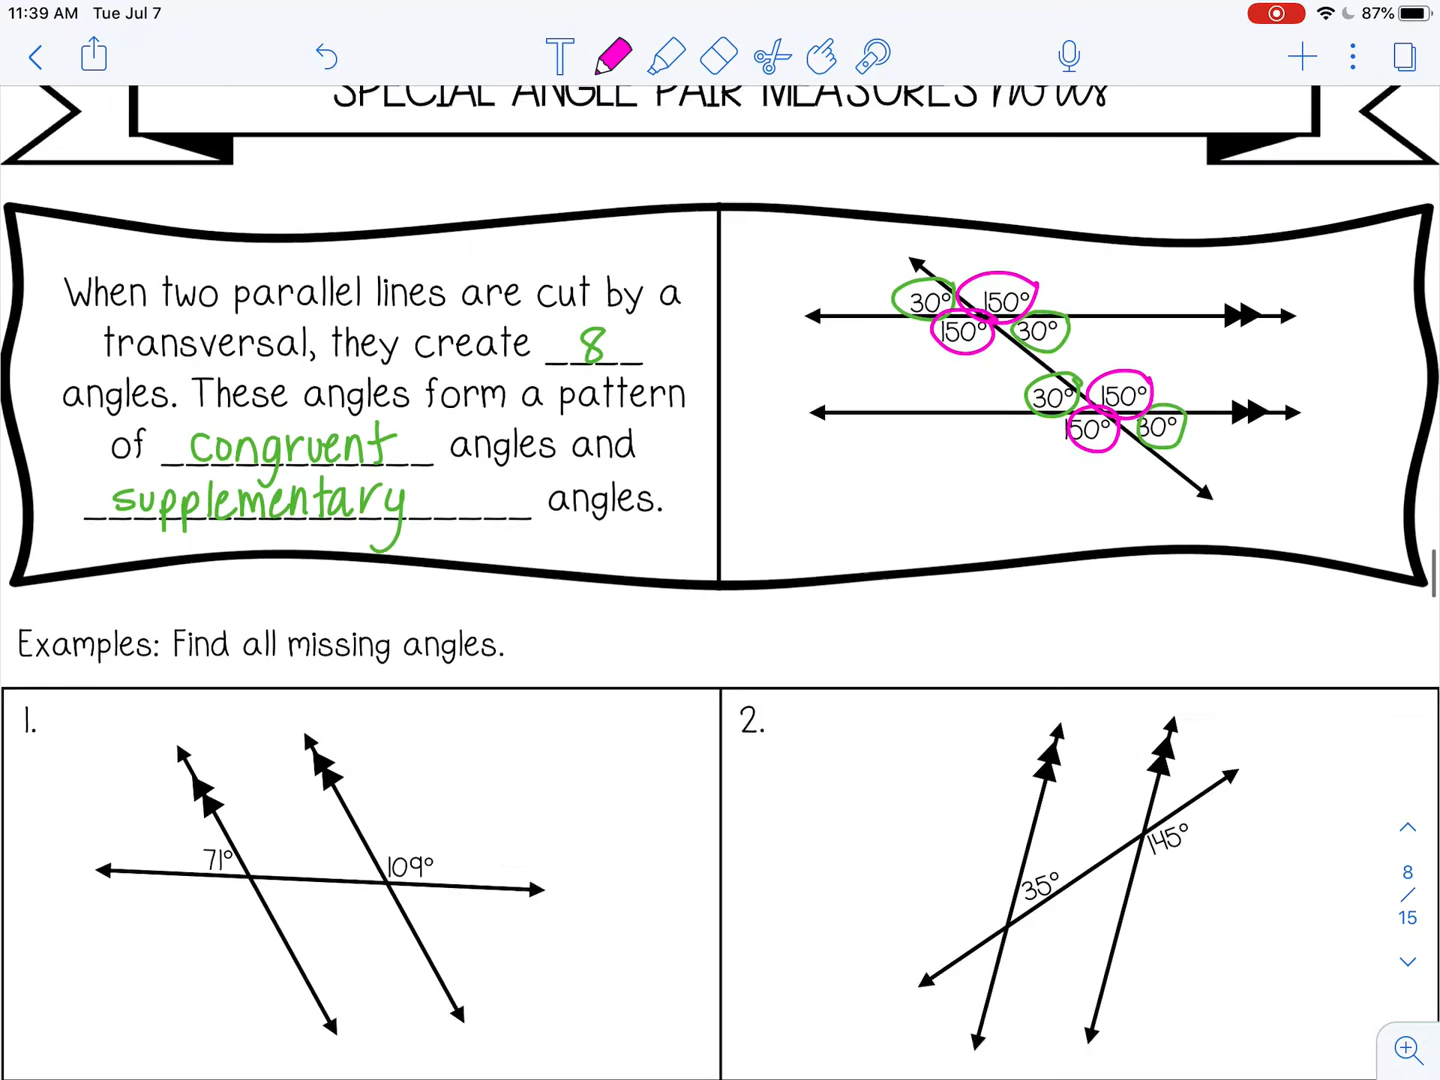 11:39 AM Tue Jul 7
87%
SPECIAL ANGLE PAIR MEASURES notes
When two parallel lines are cut by a
transversal, they create 8
angles. These angles form a pattern
of congruent angles and
supplementary angles.
30° 150°
150° 30°
30° 150°
150° 30°
Examples: Find all missing angles.
1.
71° 109°
2.
145°
35°
8
/
15